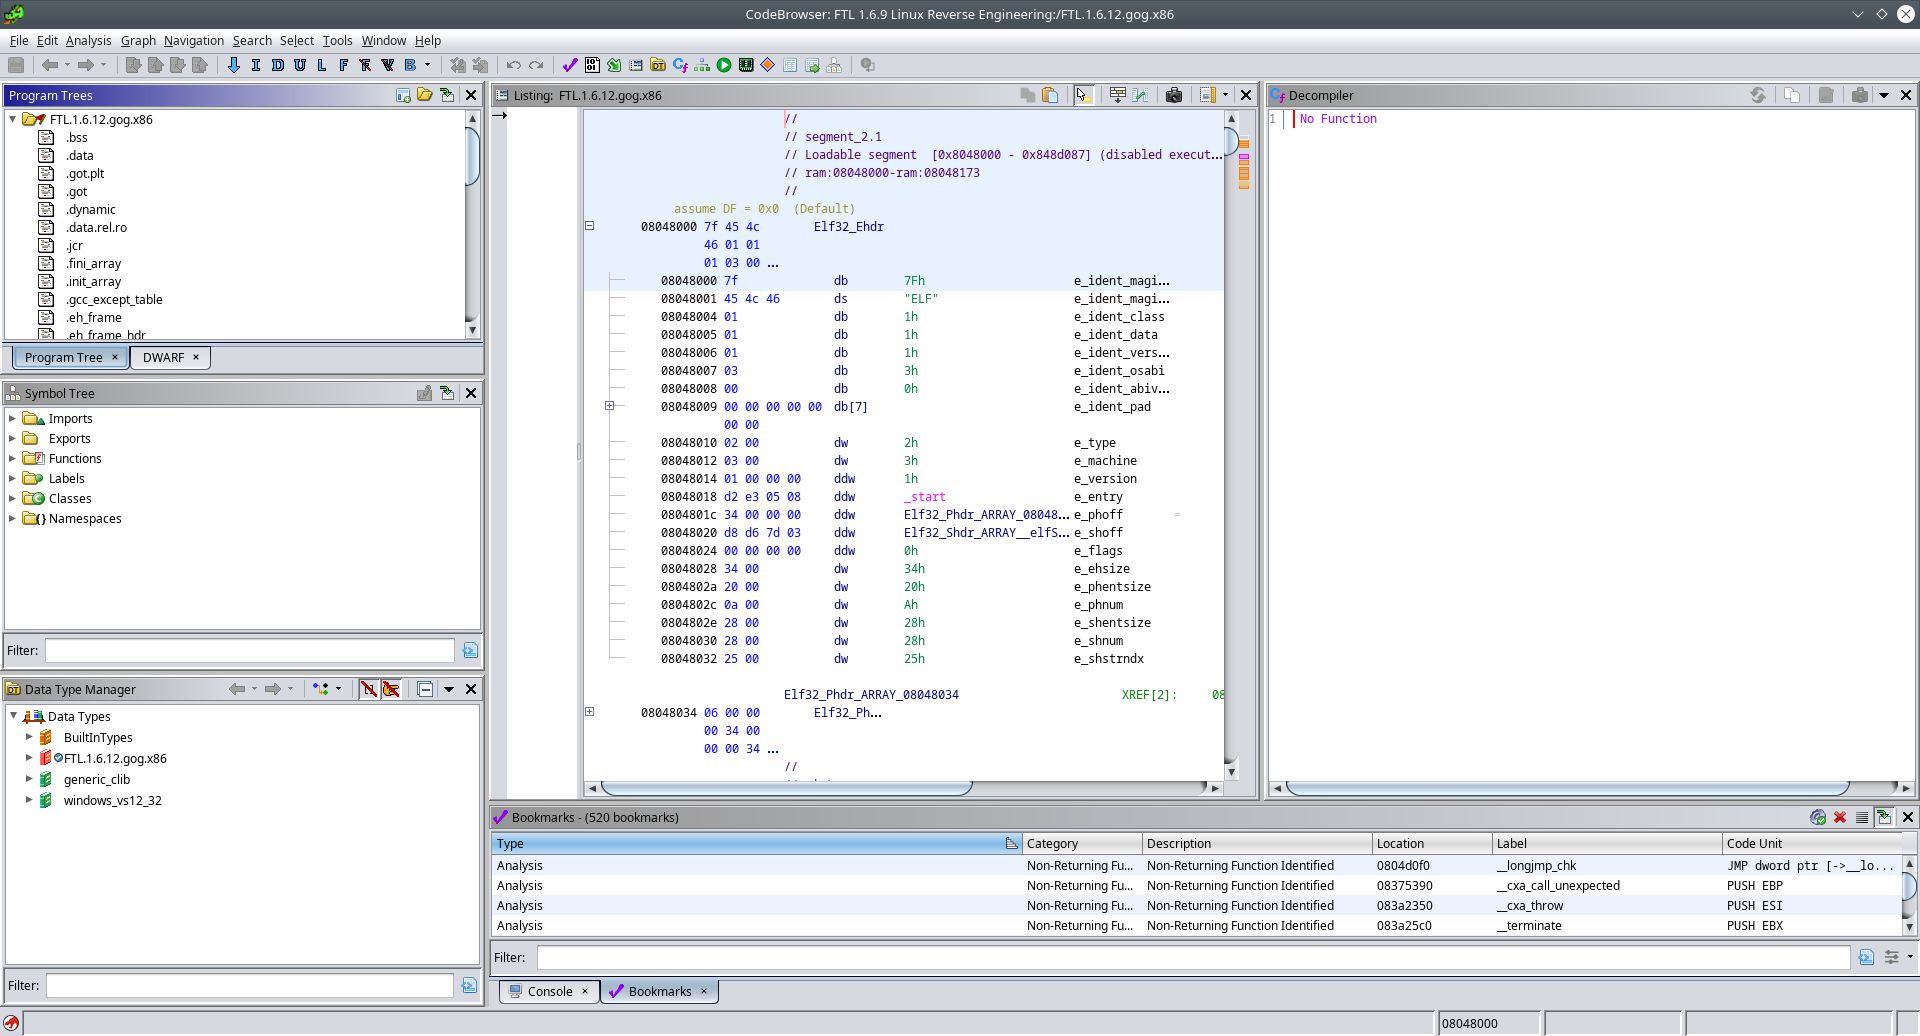 CodeBrowser: FTL 1.6.9 Linux Reverse Engineering:/FTL.1.6.12.gog.x86
File Edit Analysis Graph Navigation Search Select Tools Window Help
I D U L F F V B
Program Trees
FTL.1.6.12.gog.x86
.bss
.data
.got.plt
.got
.dynamic
.data.rel.ro
.jcr
.fini_array
.init_array
.gcc_except_table
.eh_frame
.eh_frame_hdr
Program Tree × DWARF ×
Symbol Tree
Imports
Exports
Functions
Labels
Classes
Namespaces
Filter:
Data Type Manager
Data Types
BuiltInTypes
FTL.1.6.12.gog.x86
generic_clib
windows_vs12_32
Filter:
Listing: FTL.1.6.12.gog.x86
//
// segment_2.1
// Loadable segment [0x8048000 - 0x848d087] (disabled execut...
// ram:08048000-ram:08048173
//
assume DF = 0x0 (Default)
08048000 7f 45 4c Elf32_Ehdr
46 01 01
01 03 00 ...
08048000 7f db 7Fh e_ident_magi...
08048001 45 4c 46 ds "ELF" e_ident_magi...
08048004 01 db 1h e_ident_class
08048005 01 db 1h e_ident_data
08048006 01 db 1h e_ident_vers...
08048007 03 db 3h e_ident_osabi
08048008 00 db 0h e_ident_abiv...
08048009 00 00 00 00 00 db[7] e_ident_pad
00 00
08048010 02 00 dw 2h e_type
08048012 03 00 dw 3h e_machine
08048014 01 00 00 00 ddw 1h e_version
08048018 d2 e3 05 08 ddw _start e_entry
0804801c 34 00 00 00 ddw Elf32_Phdr_ARRAY_08048... e_phoff =
08048020 d8 d6 7d 03 ddw Elf32_Shdr_ARRAY__elfS... e_shoff
08048024 00 00 00 00 ddw 0h e_flags
08048028 34 00 dw 34h e_ehsize
0804802a 20 00 dw 20h e_phentsize
0804802c 0a 00 dw Ah e_phnum
0804802e 28 00 dw 28h e_shentsize
08048030 28 00 dw 28h e_shnum
08048032 25 00 dw 25h e_shstrndx
Elf32_Phdr_ARRAY_08048034 XREF[2]: 08
08048034 06 00 00 Elf32_Ph...
00 34 00
00 00 34 ...
//
Decompiler
1 No Function
Bookmarks - (520 bookmarks)
Type Category Description Location Label Code Unit
Analysis Non-Returning Fu... Non-Returning Function Identified 0804d0f0 __longjmp_chk JMP dword ptr [->__lo...
Analysis Non-Returning Fu... Non-Returning Function Identified 08375390 __cxa_call_unexpected PUSH EBP
Analysis Non-Returning Fu... Non-Returning Function Identified 083a2350 __cxa_throw PUSH ESI
Analysis Non-Returning Fu... Non-Returning Function Identified 083a25c0 __terminate PUSH EBX
Filter:
Console × Bookmarks ×
08048000